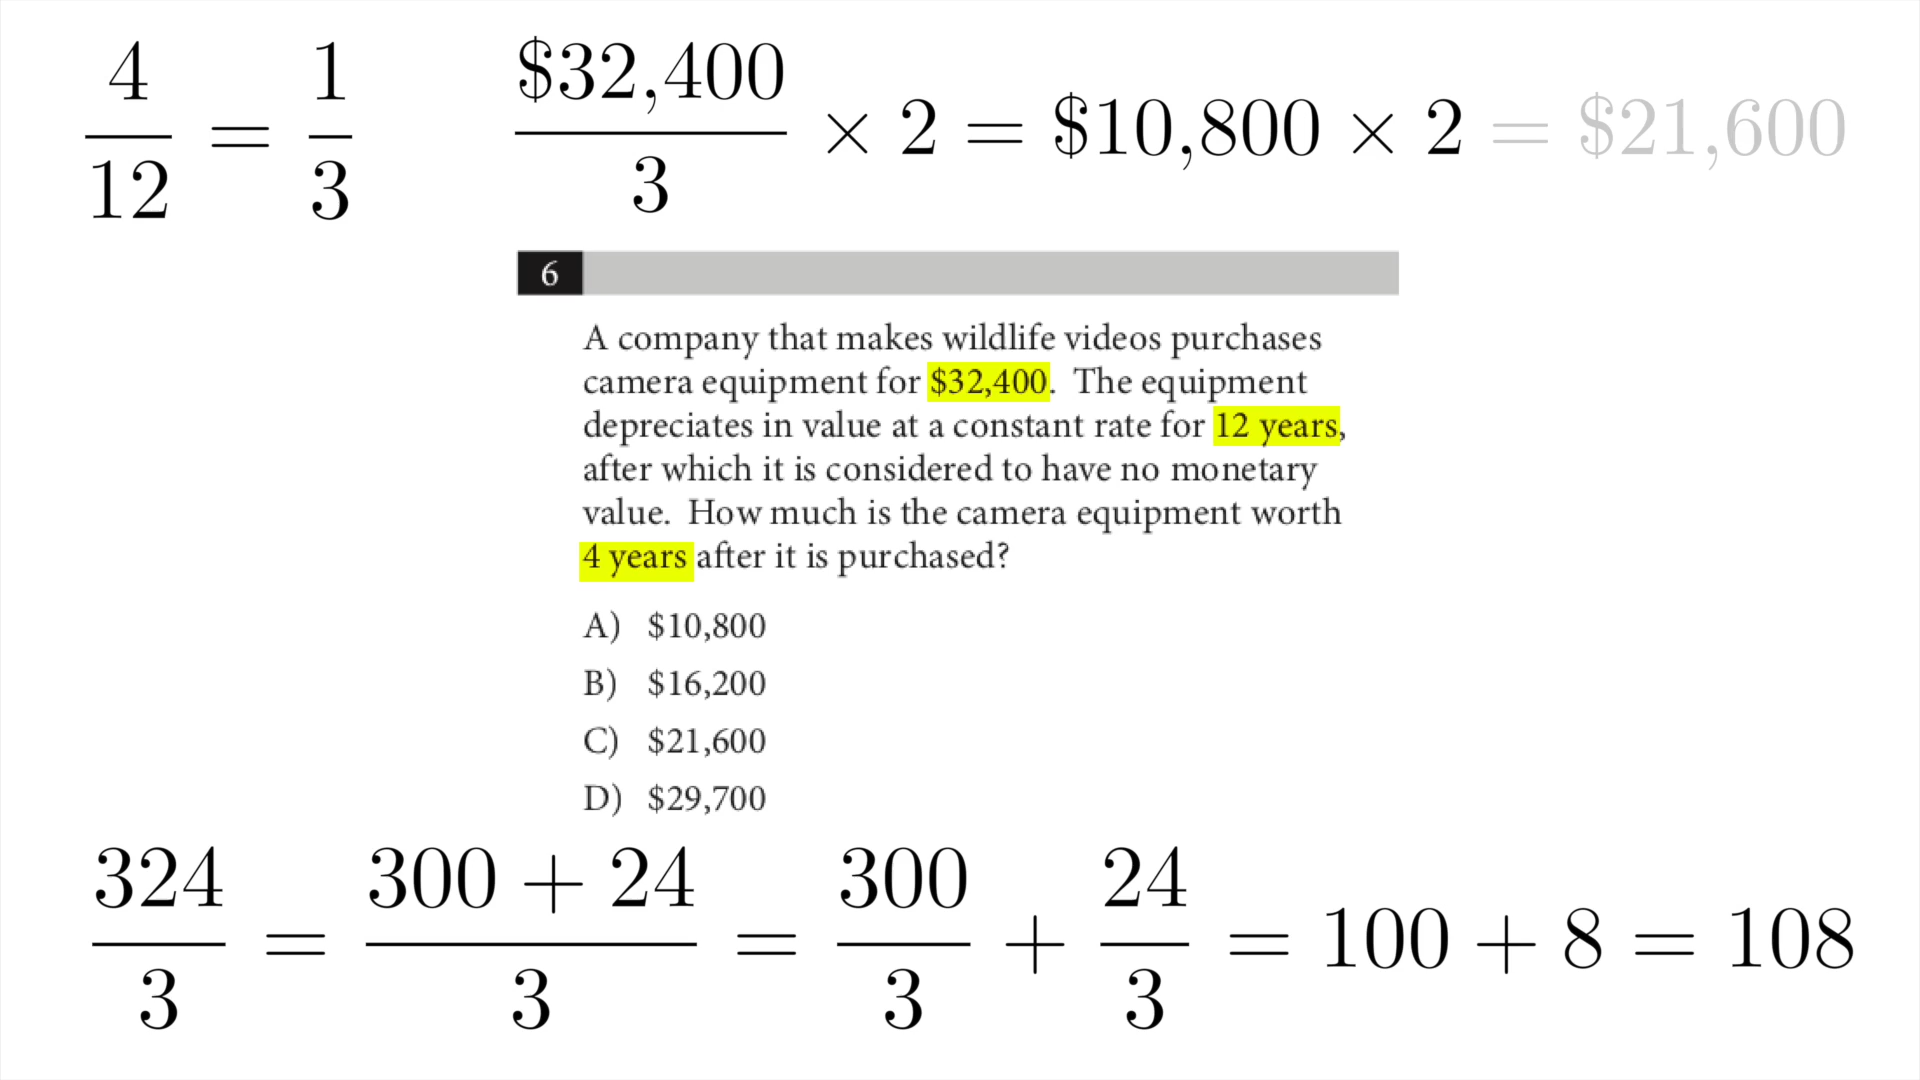 4/12 = 1/3
$32,400/3 × 2 = $10,800 × 2 = $21,600
6
A company that makes wildlife videos purchases
camera equipment for $32,400. The equipment
depreciates in value at a constant rate for 12 years,
after which it is considered to have no monetary
value. How much is the camera equipment worth
4 years after it is purchased?
A) $10,800
B) $16,200
C) $21,600
D) $29,700
324/3 = (300 + 24)/3 = 300/3 + 24/3 = 100 + 8 = 108